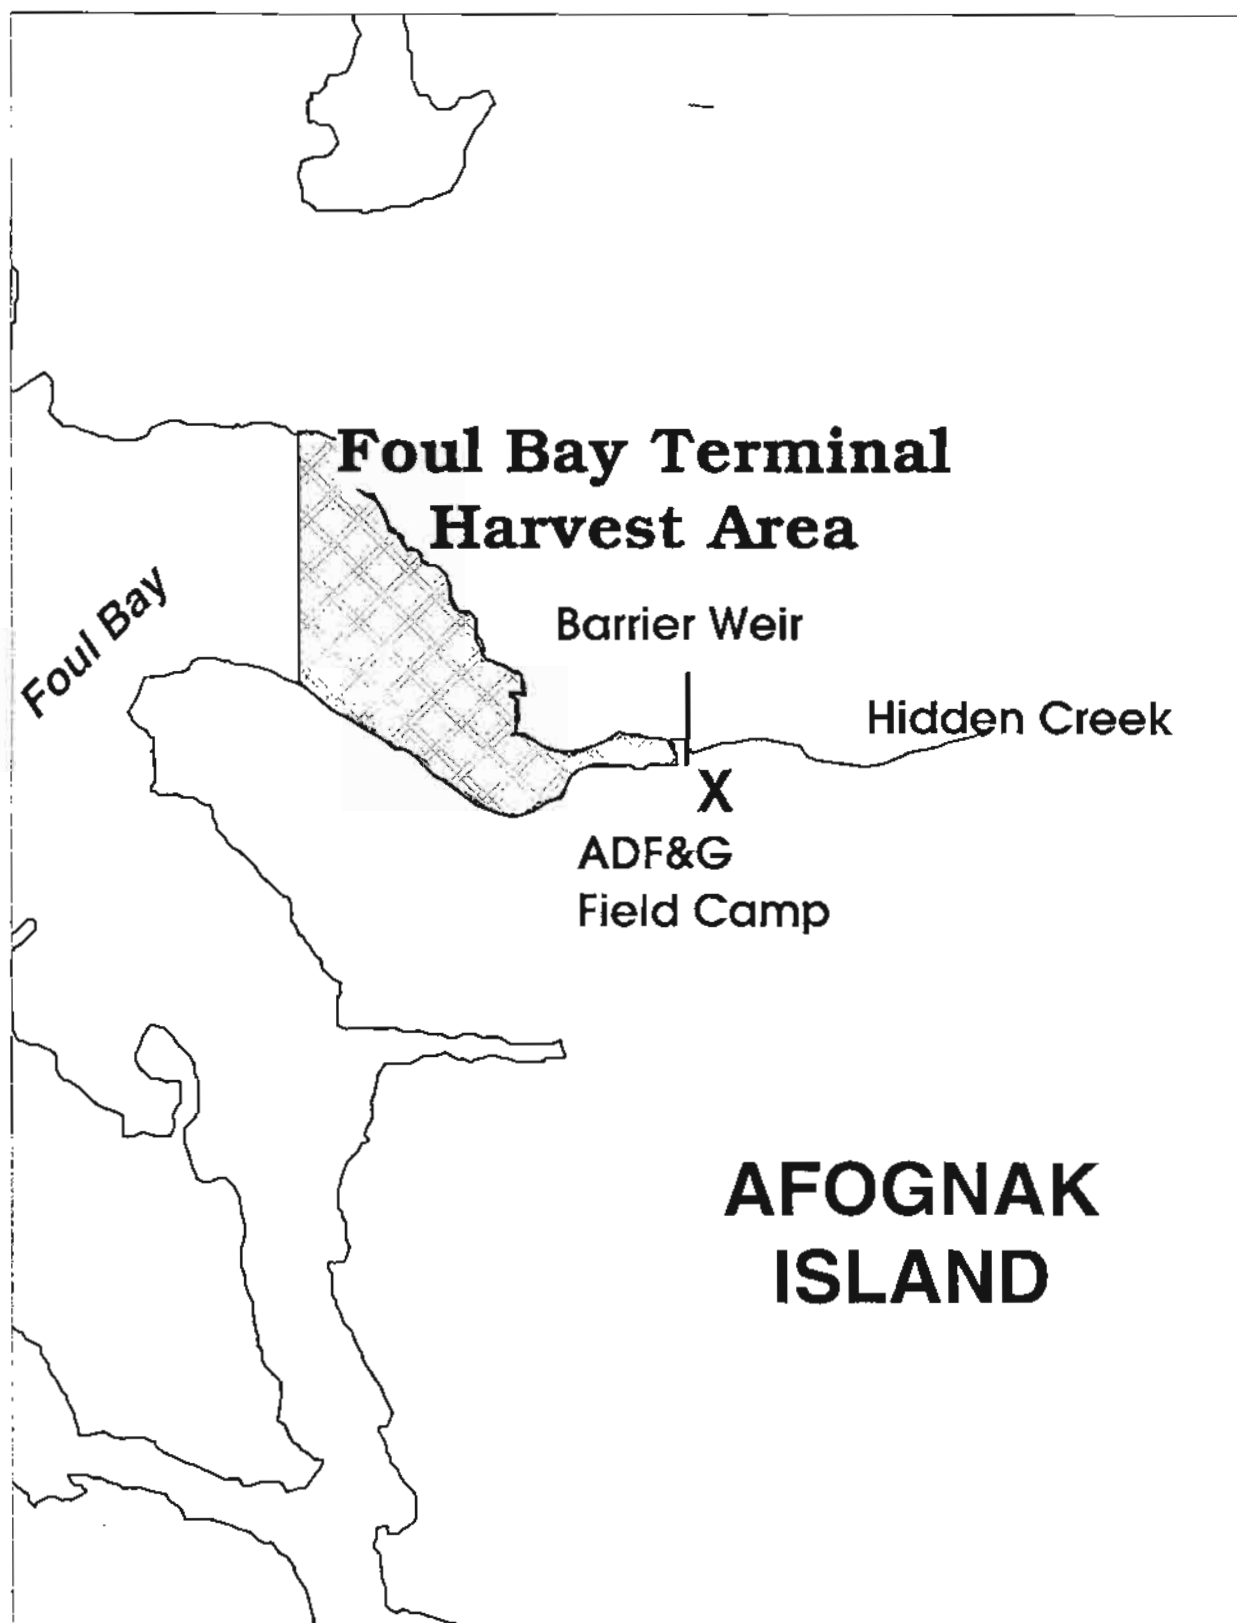 Foul Bay Terminal
Harvest Area
Barrier Weir
Foul Bay
Hidden Creek
X
ADF&G
Field Camp
AFOGNAK
ISLAND